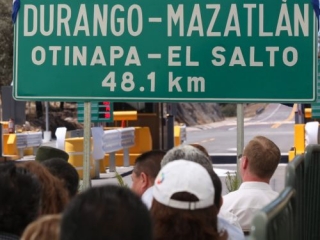 DURANGO-MAZATLÁN
OTINAPA-EL SALTO
48.1 km